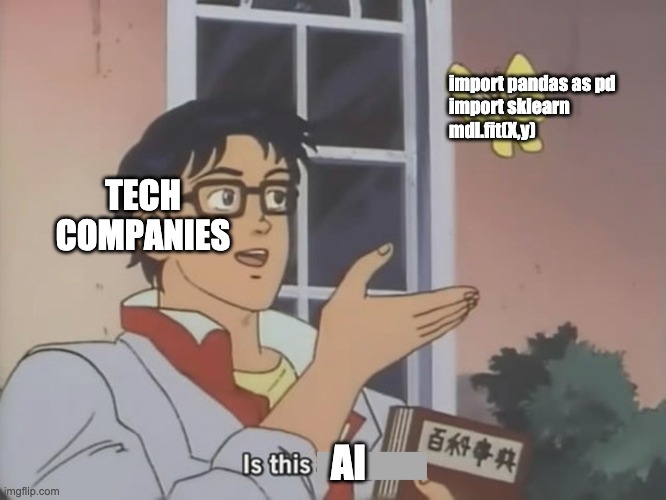 import pandas as pd
import sklearn
mdl.fit(X,y)
TECH
COMPANIES
Is this AI
百科事典
imgflip.com